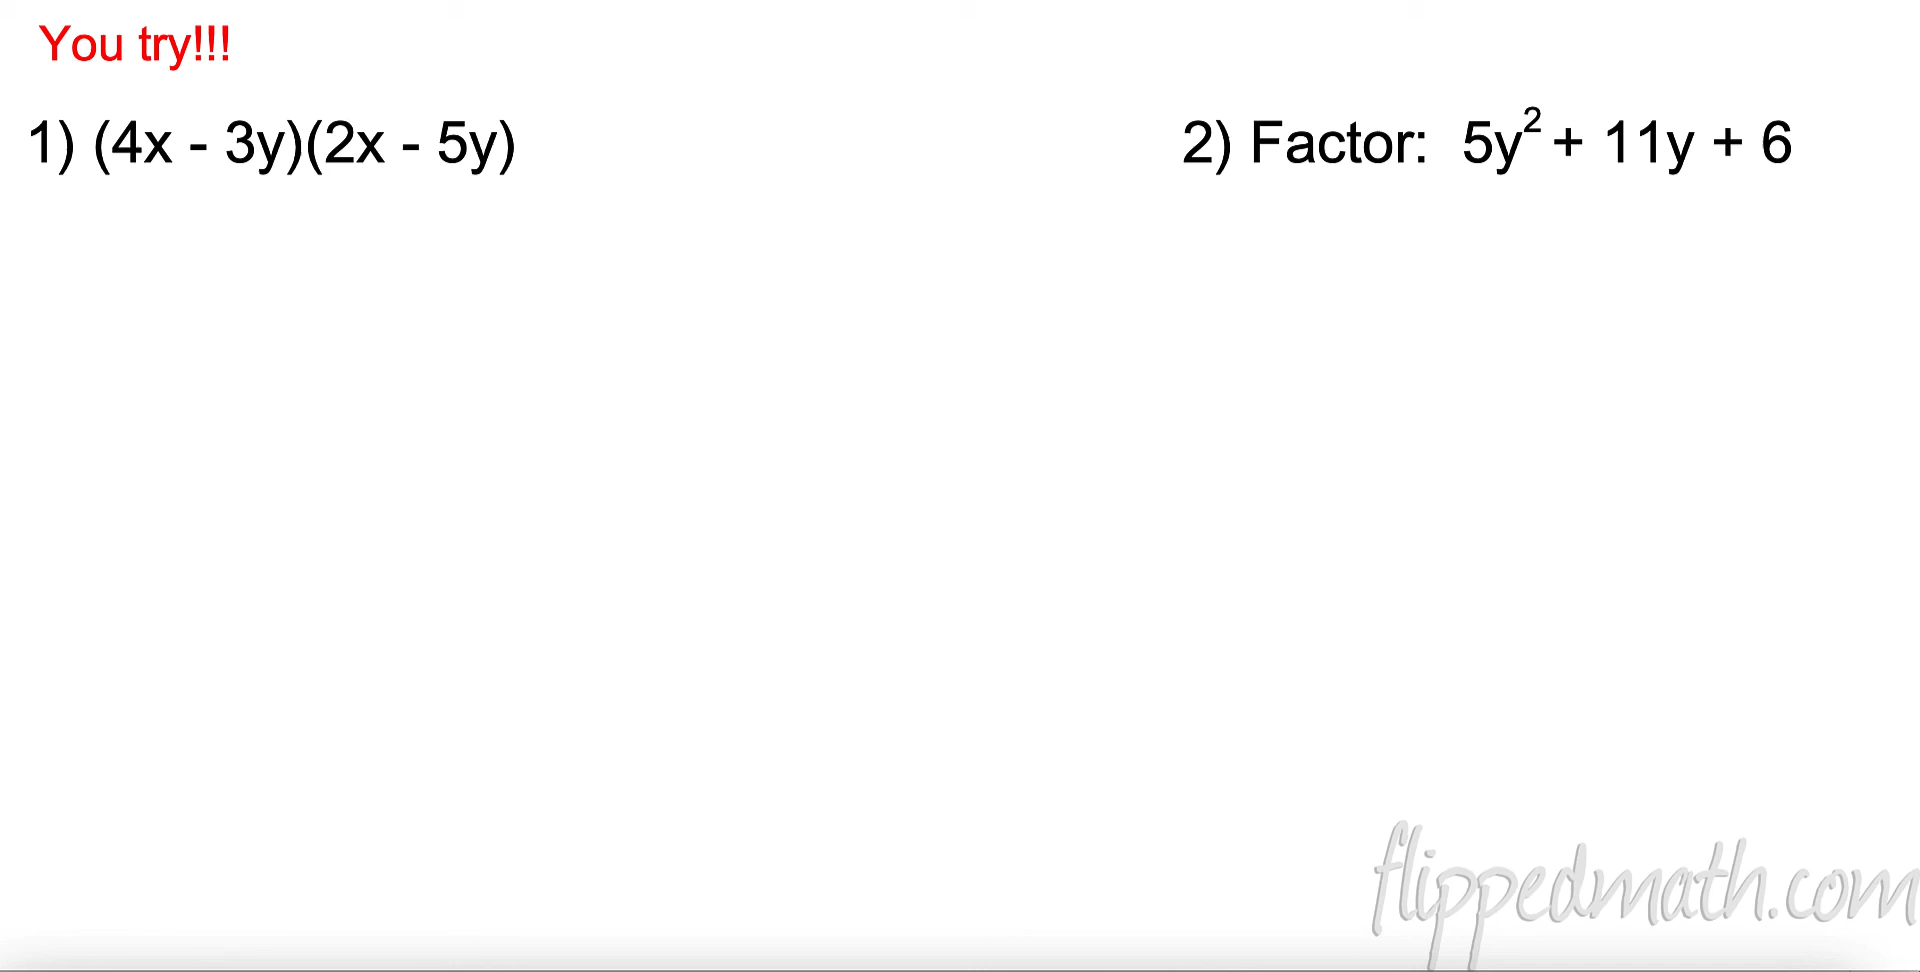 You try!!!
1) (4x - 3y)(2x - 5y)
2) Factor: 5y² + 11y + 6
flippedmath.com